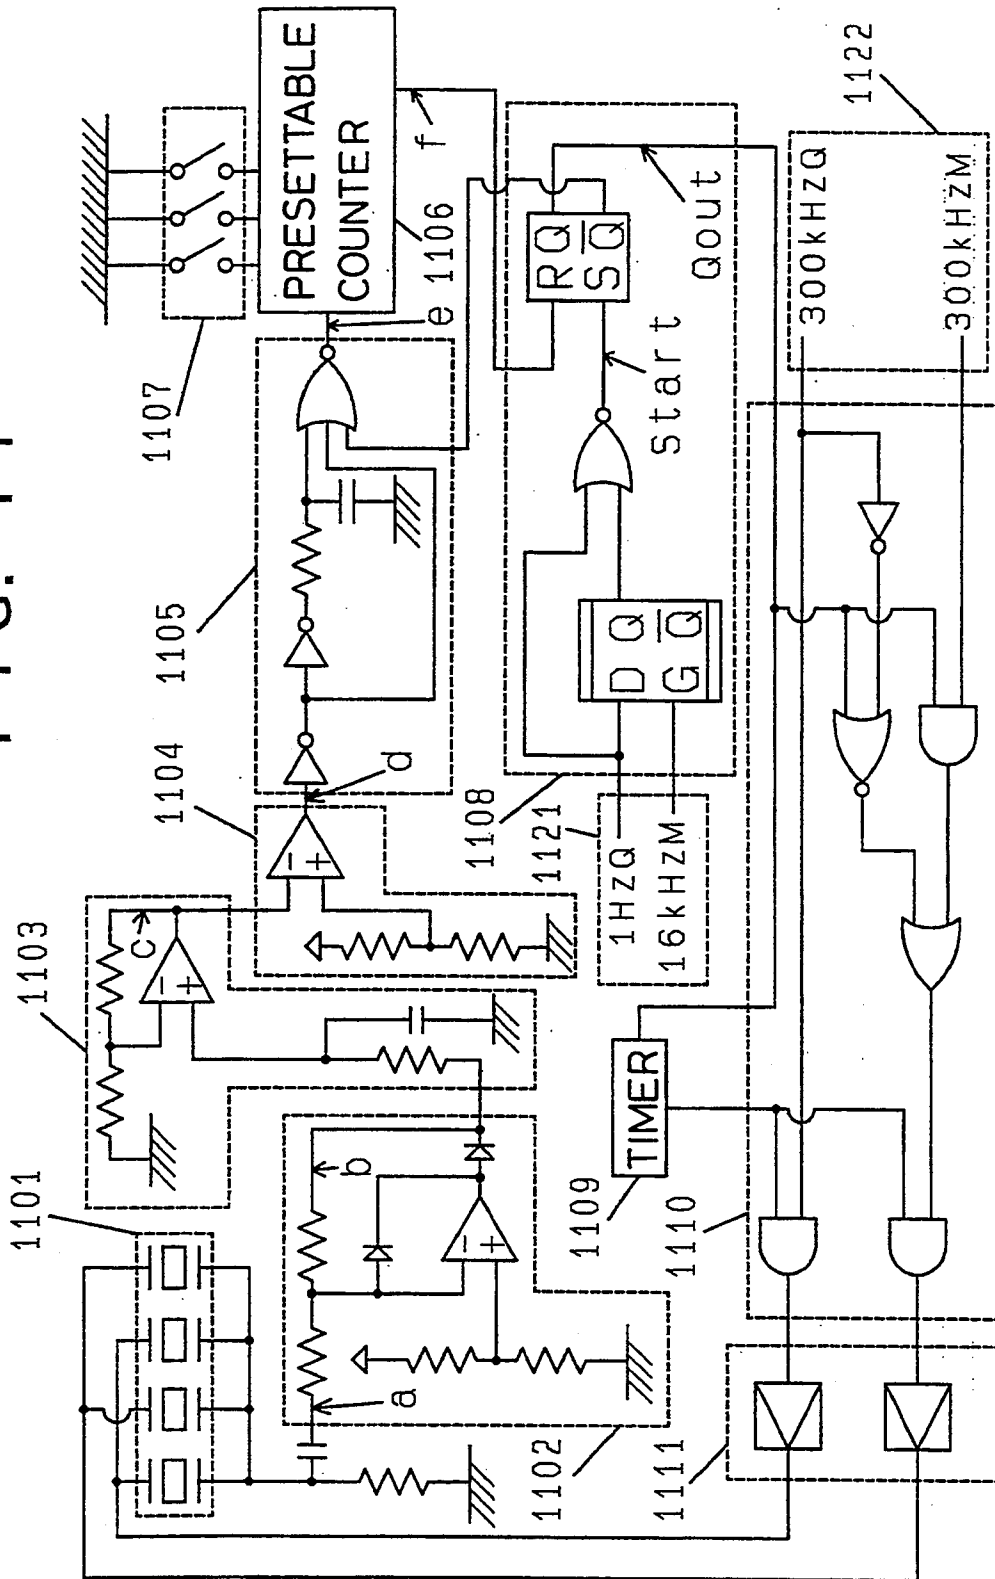 1101
1103
c
1104
1105
1107
PRESETTABLE
COUNTER
1106
e
f
d
b
a
1102
1108
1121
1HzQ
16kHzM
D Q
G Q
Start
R Q
S Q
Qout
1109
TIMER
1110
1111
300kHzQ
300kHzM
1122